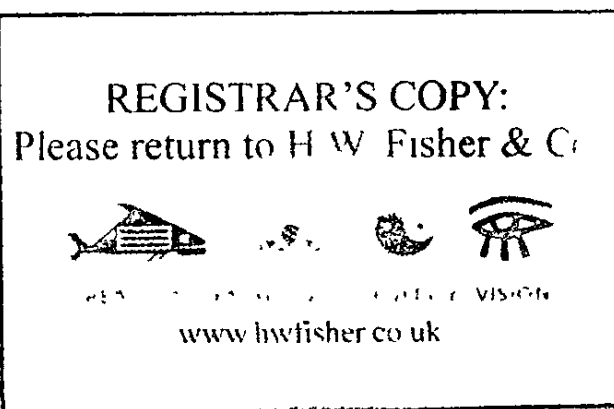 REGISTRAR'S COPY:
Please return to H W Fisher &
VISION
www hwfisher co uk